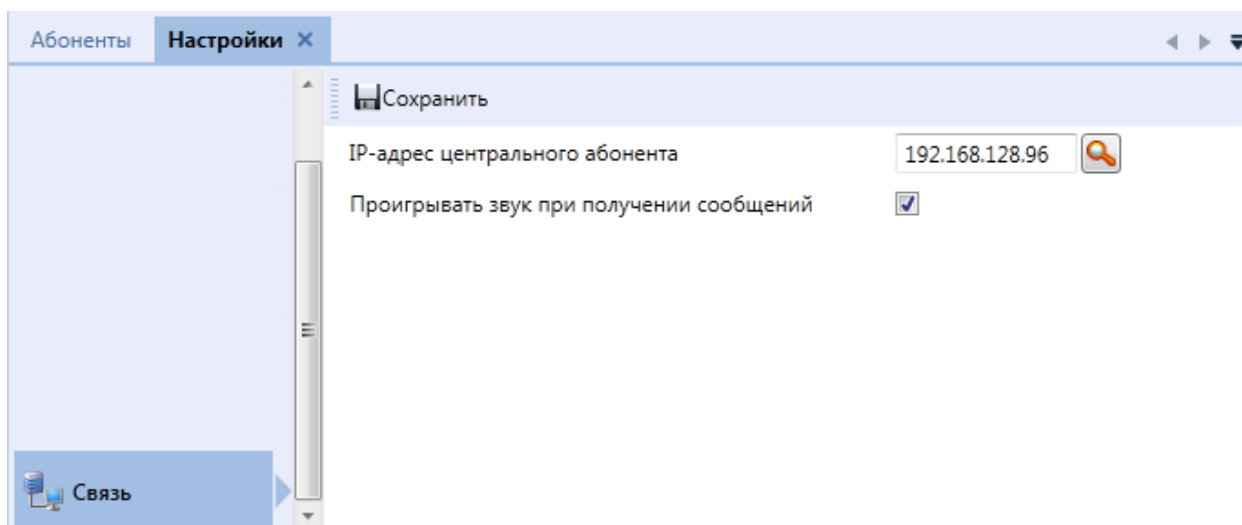 Абоненты Настройки
Сохранить
IP-адрес центрального абонента 192.168.128.96
Проигрывать звук при получении сообщений
Связь